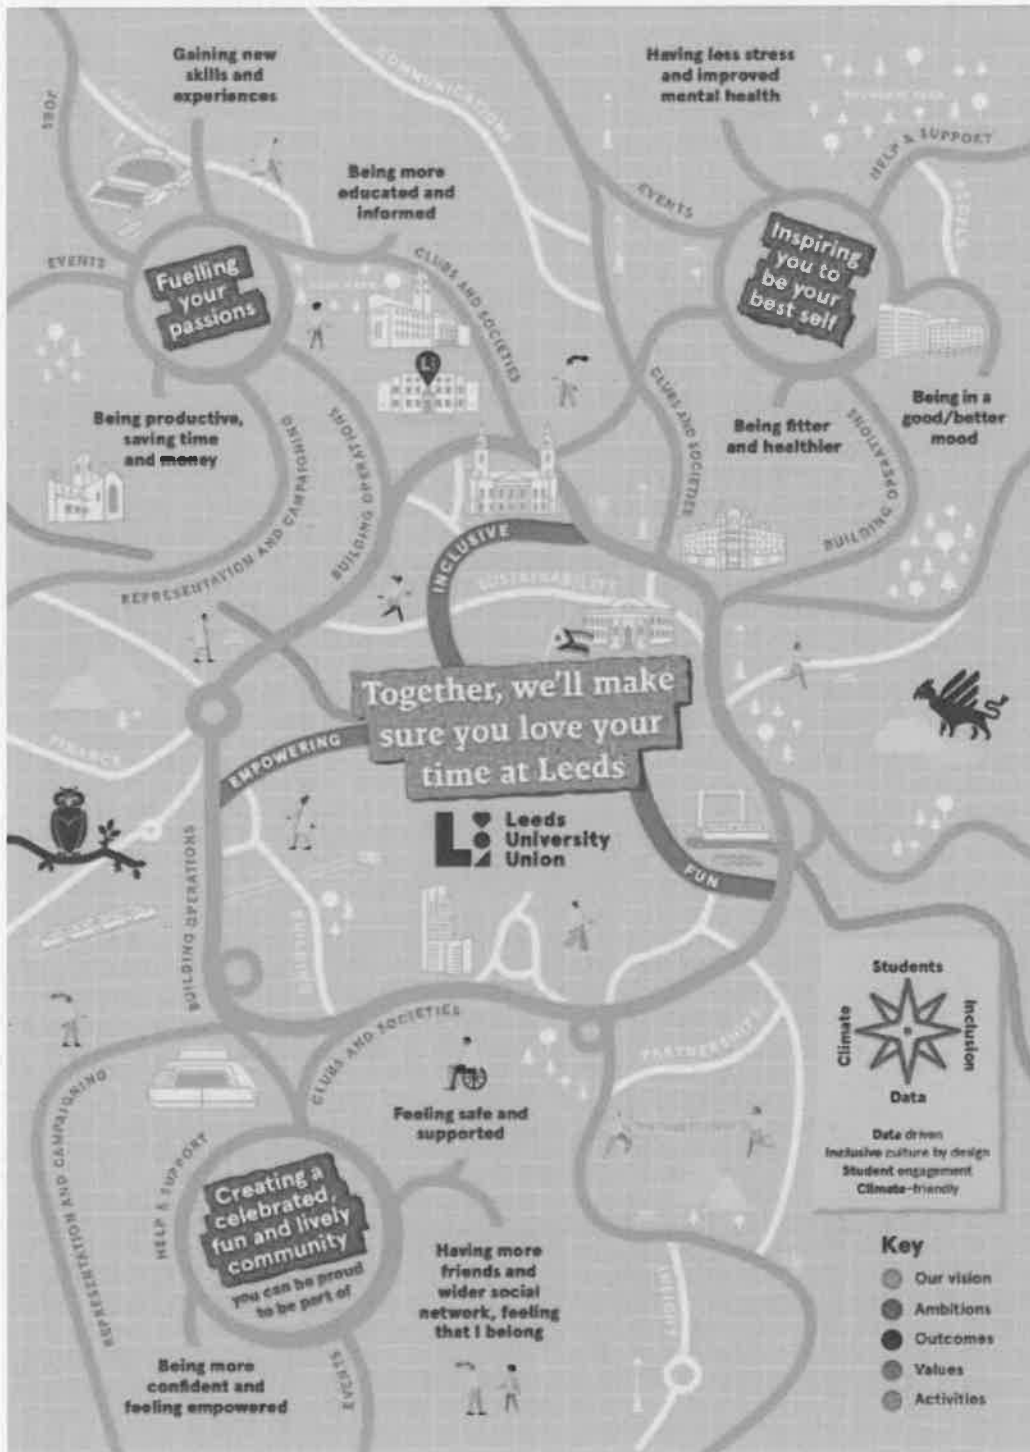 Gaining new
skills and
experiences
Having less stress
and improved
mental health
COMMUNICATIONS
JOBS
HELP & SUPPORT
Being more
educated and
informed
EVENTS
EVENTS
CLUBS AND SOCIETIES
Fuelling
your
passions
Inspiring
you to
be your
best self
Li
Being productive,
saving time
and money
Being fitter
and healthier
Being in a
good/better
mood
CLUBS AND SOCIETIES
REPRESENTATION AND CAMPAIGNING
BUILDING OPERATIONS
BUILDING OPERATIONS
INCLUSIVE
SUSTAINABILITY
Together, we'll make
sure you love your
time at Leeds
EMPOWERING
FINANCE
Leeds
University
Union
FUN
BUILDING OPERATIONS
CLUBS AND SOCIETIES
PARTNERSHIPS
Students
Climate
Inclusion
Data
Data driven
Inclusive culture by design
Student engagement
Climate-friendly
Feeling safe and
supported
REPRESENTATION AND CAMPAIGNING
HELP & SUPPORT
Creating a
celebrated,
fun and lively
community
you can be proud
to be part of
Having more
friends and
wider social
network, feeling
that I belong
Being more
confident and
feeling empowered
EVENTS
Key
Our vision
Ambitions
Outcomes
Values
Activities